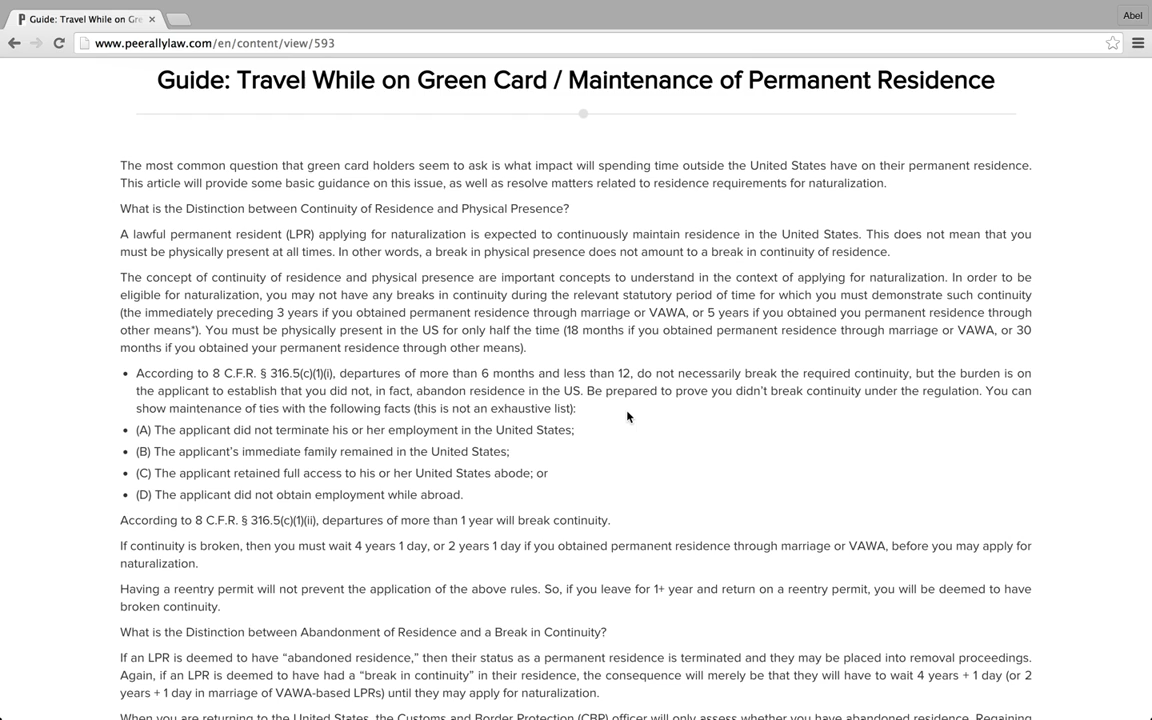 Guide: Travel While on Gre
Abel
www.peerallylaw.com/en/content/view/593
Guide: Travel While on Green Card / Maintenance of Permanent Residence
The most common question that green card holders seem to ask is what impact will spending time outside the United States have on their permanent residence.
This article will provide some basic guidance on this issue, as well as resolve matters related to residence requirements for naturalization.
What is the Distinction between Continuity of Residence and Physical Presence?
A lawful permanent resident (LPR) applying for naturalization is expected to continuously maintain residence in the United States. This does not mean that you
must be physically present at all times. In other words, a break in physical presence does not amount to a break in continuity of residence.
The concept of continuity of residence and physical presence are important concepts to understand in the context of applying for naturalization. In order to be
eligible for naturalization, you may not have any breaks in continuity during the relevant statutory period of time for which you must demonstrate such continuity
(the immediately preceding 3 years if you obtained permanent residence through marriage or VAWA, or 5 years if you obtained you permanent residence through
other means*). You must be physically present in the US for only half the time (18 months if you obtained permanent residence through marriage or VAWA, or 30
months if you obtained your permanent residence through other means).
• According to 8 C.F.R. § 316.5(c)(1)(i), departures of more than 6 months and less than 12, do not necessarily break the required continuity, but the burden is on
the applicant to establish that you did not, in fact, abandon residence in the US. Be prepared to prove you didn't break continuity under the regulation. You can
show maintenance of ties with the following facts (this is not an exhaustive list):
• (A) The applicant did not terminate his or her employment in the United States;
• (B) The applicant's immediate family remained in the United States;
• (C) The applicant retained full access to his or her United States abode; or
• (D) The applicant did not obtain employment while abroad.
According to 8 C.F.R. § 316.5(c)(1)(ii), departures of more than 1 year will break continuity.
If continuity is broken, then you must wait 4 years 1 day, or 2 years 1 day if you obtained permanent residence through marriage or VAWA, before you may apply for
naturalization.
Having a reentry permit will not prevent the application of the above rules. So, if you leave for 1+ year and return on a reentry permit, you will be deemed to have
broken continuity.
What is the Distinction between Abandonment of Residence and a Break in Continuity?
If an LPR is deemed to have “abandoned residence,” then their status as a permanent residence is terminated and they may be placed into removal proceedings.
Again, if an LPR is deemed to have had a “break in continuity” in their residence, the consequence will merely be that they will have to wait 4 years + 1 day (or 2
years + 1 day in marriage of VAWA-based LPRs) until they may apply for naturalization.
When you are returning to the United States, the Customs and Border Protection (CBP) officer will only assess whether you have abandoned residence. Regaining